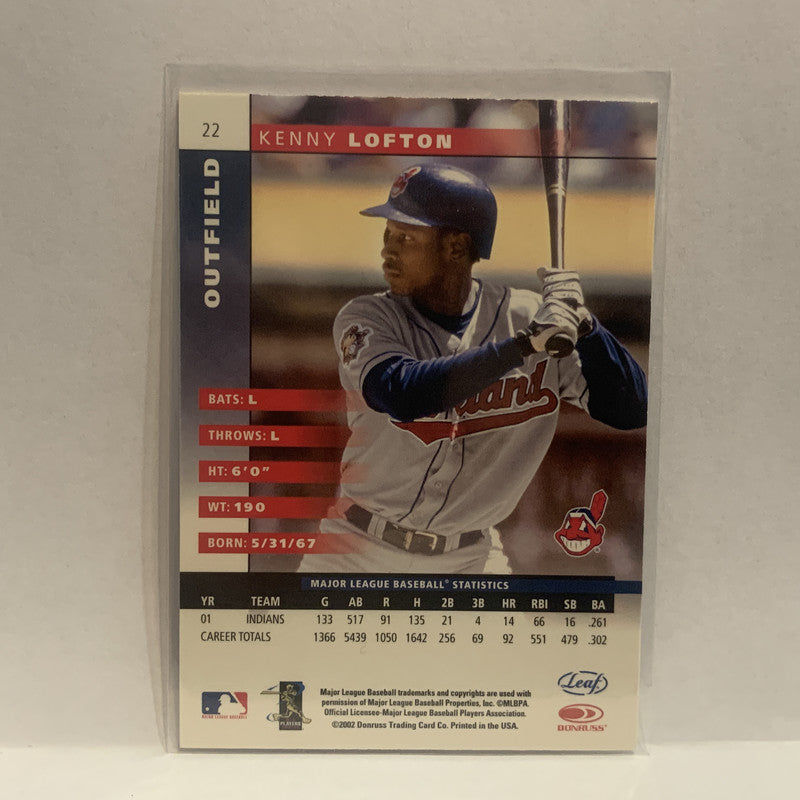 22
KENNY LOFTON
OUTFIELD
BATS: L
THROWS: L
HT: 6'0"
WT: 190
BORN: 5/31/67
MAJOR LEAGUE BASEBALL® STATISTICS
YR TEAM G AB R H 2B 3B HR RBI SB BA
01 INDIANS 133 517 91 135 21 4 14 66 16 .261
CAREER TOTALS 1366 5439 1050 1642 256 69 92 551 479 .302
Major League Baseball trademarks and copyrights are used with
permission of Major League Baseball Properties, Inc. ©MLBPA.
Official Licensee-Major League Baseball Players Association.
©2002 Donruss Trading Card Co. Printed in the USA.
MAJOR LEAGUE BASEBALL
PLAYERS
Leaf
DONRUSS